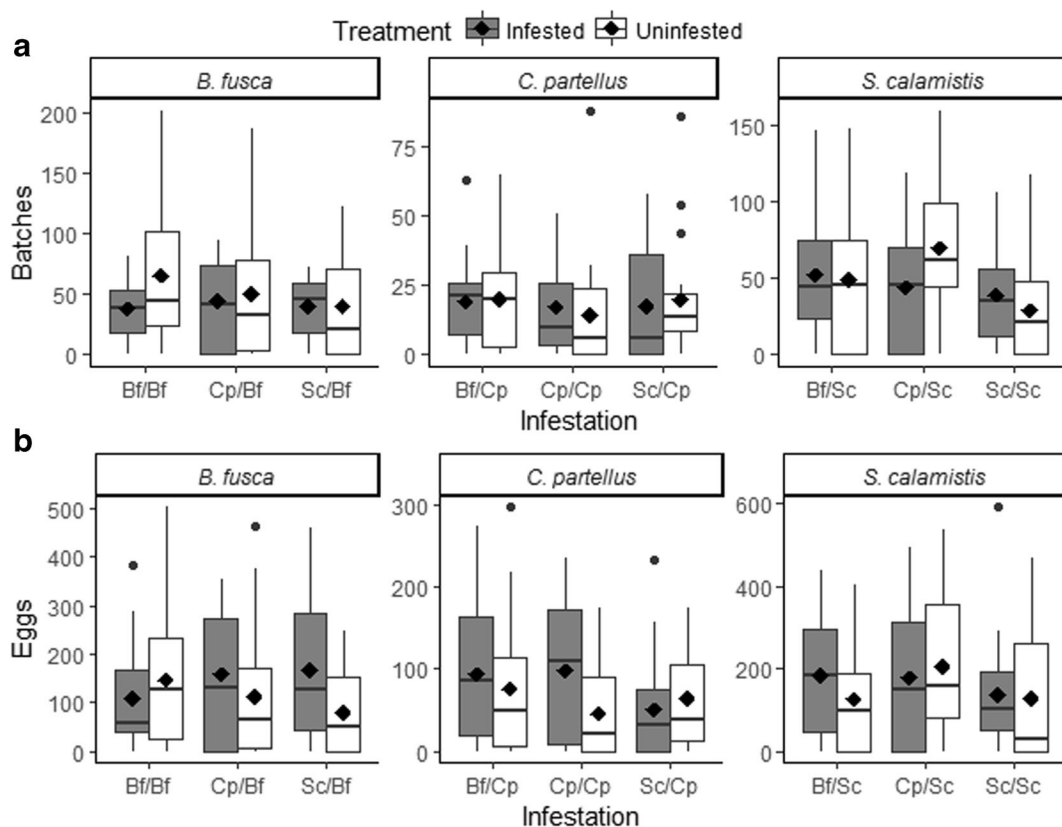 Treatment Infested Uninfested
a
B. fusca C. partellus S. calamistis
Batches
200
150
100
50
0
75
50
25
0
150
100
50
0
Bf/Bf Cp/Bf Sc/Bf Bf/Cp Cp/Cp Sc/Cp Bf/Sc Cp/Sc Sc/Sc
Infestation
b
B. fusca C. partellus S. calamistis
Eggs
500
400
300
200
100
0
300
200
100
0
600
400
200
0
Bf/Bf Cp/Bf Sc/Bf Bf/Cp Cp/Cp Sc/Cp Bf/Sc Cp/Sc Sc/Sc
Infestation